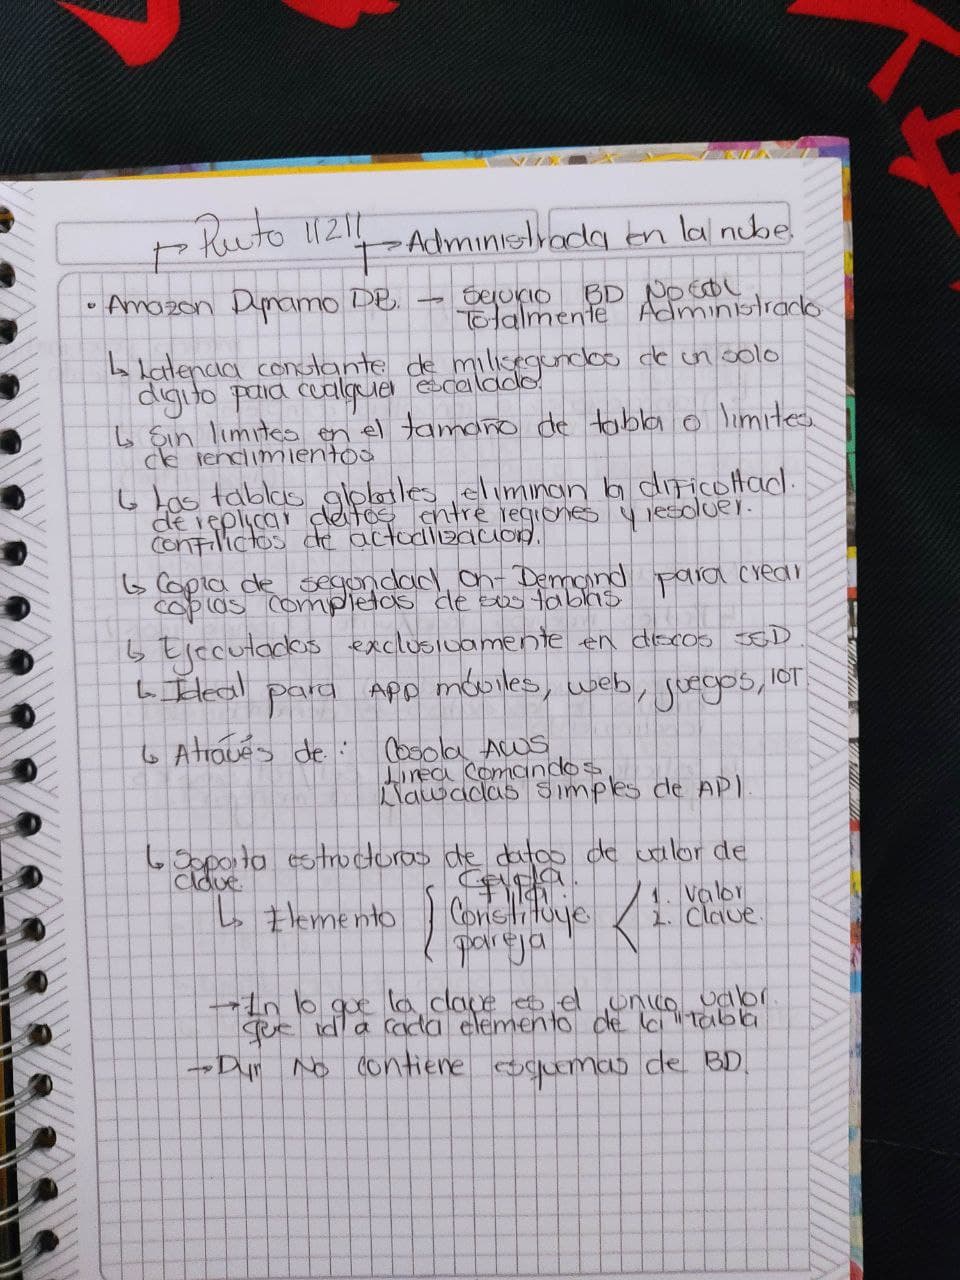 Ruto 11211 Administrada en la nube.
• Amazon Dynamo DB. – Servicio BD NoSQL
Totalmente Administrado
↳ Latencia constante de milisegundos de un solo
digito para cualquier escalado
↳ Sin limites en el tamaño de tabla o limites
de rendimientos
↳ Las tablas globales eliminan la dificultad.
de replicar datos entre regiones y resolver.
conflictos de actualizacion.
↳ Copia de seguridad On-Demand para crear
copias completas de sus tablas
↳ Ejecutados exclusivamente en discos SSD.
↳ Ideal para APP móviles, web, juegos, IOT
↳ Através de: Cosola AWS
Linea Comandos
Llawadas simples de API.
↳ Soporta estructuras de datos de valor de
clave
Fila.
↳ Elemento { Constituye < 1. valor
pareja 2. clave.
→ En lo que la clave es el unico valor.
que id a cada elemento de la tabla
→ Dyn No contiene esquemas de BD.